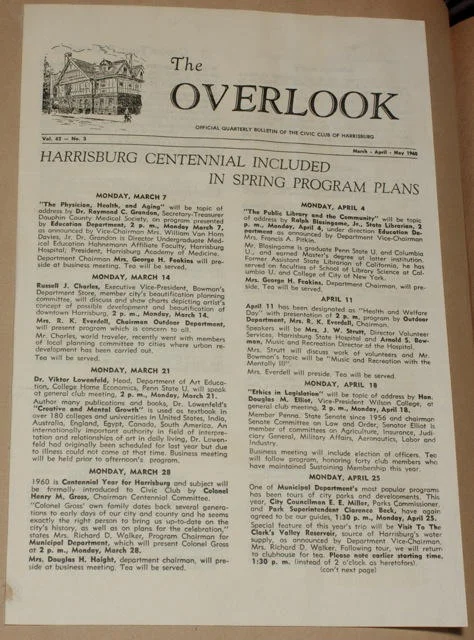 The
OVERLOOK
OFFICIAL QUARTERLY BULLETIN OF THE CIVIC CLUB OF HARRISBURG
Vol. 42 — No. 3
March - April - May 1960
HARRISBURG CENTENNIAL INCLUDED
IN SPRING PROGRAM PLANS
MONDAY, MARCH 7
"The Physician, Health, and Aging" will be topic of
address by Dr. Raymond C. Grandon, Secretary-Treasurer
Dauphin County Medical Society, on program presented
by Education Department, 2 p. m., Monday March 7,
as announced by Vice-Chairman Mrs. William Van Horn
Davies, Jr. Dr. Grandon is Director Undergraduate Med-
ical Education Hahnemann Affiliate Faculty, Harrisburg
Hospital; President, Harrisburg Academy of Medicine.
Department Chairman Mrs. George H. Feakins will pre-
side at business meeting. Tea will be served.
MONDAY, MARCH 14
Russell J. Charles, Executive Vice-President, Bowman's
Department Store, member city's beautification planning
committee, will discuss and show charts depicting artist's
concept of possible development and beautification of
downtown Harrisburg, 2 p. m., Monday, March 14.
Mrs. R. K. Everdell, Chairman Outdoor Department,
will present program which is concern to all.
Mr. Charles, world traveler, recently met with members
of local planning committee to cities where urban re-
development has been carried out.
Tea will be served.
MONDAY, MARCH 21
Dr. Viktor Lowenfeld, Head, Department of Art Educa-
tion, College Home Economics, Penn State U. will speak
at general club meeting, 2 p. m., Monday, March 21.
Author many publications and books, Dr. Lowenfeld's
"Creative and Mental Growth" is used as textbook in
over 180 colleges and universities in United States, India,
Australia, England, Egypt, Canada, South America. An
internationally important authority in field of interpre-
tation and relationships of art in daily living, Dr. Lowen-
feld had originally been scheduled for last year but due
to illness could not come at that time. Business meeting
will be held prior to afternoon's program.
MONDAY, MARCH 28
1960 is Centennial Year for Harrisburg and subject will
be fremally introduced to Civic Club by Colonel
Henry M. Gross, Chairman Centennial Committee.
"Colonel Gross' own family dates back several genera-
tions to early days of our city and county and he seems
exactly the right person to bring us up-to-date on the
city's history, as well as on plans for the celebration,"
states Mrs. Richard D. Walker, Program Chairman for
Municipal Department, which will present Colonel Gross
at 2 p. m., Monday, March 28.
Mrs. Douglas H. Haight, department chairman, will pre-
side at business meeting. Tea will be served.
MONDAY, APRIL 4
"The Public Library and the Community" will be topic
of address by Ralph Blasingame, Jr., State Librarian, 2
p. m., Monday, April 4, under direction Education De-
partment as announced by Department Vice-Chairman
Mrs. Francis A. Pitkin.
Mr. Blasingame is graduate Penn State U. and Columbia
U. and earned Master's degree of latter institution.
Former Assistant State Librarian of California, he has
served on faculties of School of Library Science at Col-
umbia U. and College of City of New York.
Mrs. George H. Feakins, Department Chairman, will pre-
side. Tea will be served.
APRIL 11
April 11 has been designated as "Health and Welfare
Day" with presentation of 2 p. m. program by Outdoor
Department, Mrs. R. K. Everdell, Chairman.
Speakers will be Mrs. J. W. Strutt, Director Volunteer
Services, Harrisburg State Hospital and Arnold S. Bow-
man, Music and Recreation Director of the Hospital.
Mrs. Strutt will discuss work of volunteers and Mr.
Bowman's topic will be "Music and Recreation with the
Mentally Ill".
Mrs. Everdell will preside. Tea will be served.
MONDAY, APRIL 18
"Ethics in Legislation" will be topic of address by Hon.
Douglas M. Elliot, Vice-President Wilson College, at
general club meeting, 2 p. m., Monday, April 18.
Member Penna. State Senate since 1956 and chairman
Senate Committee on Law and Order, Senator Elliot is
member of committees on Agriculture, Insurance, Judi-
ciary General, Military Affairs, Aeronautics, Labor and
Industry.
Business meeting will include election of officers. Tea
will follow program, honoring forty club members who
have maintained Sustaining Membership this year.
MONDAY, APRIL 25
One of Municipal Department's most popular programs
has been tours of city parks and developments. This
year, City Councilman E. E. Miller, Parks Commissioner,
and Park Superintendent Clarence Beck, have again
agreed to be our guides, 1:30 p. m., Monday, April 25.
Special feature of this year's trip will be Visit To The
Clark's Valley Reservoir, source of Harrisburg's water
supply, as announced by Department Vice-Chairman,
Mrs. Richard D. Walker. Following tour, we will return
to clubhouse for tea. Please note earlier starting time,
1:30 p. m. (instead of 2 o'clock as heretofore).
(con't next page)